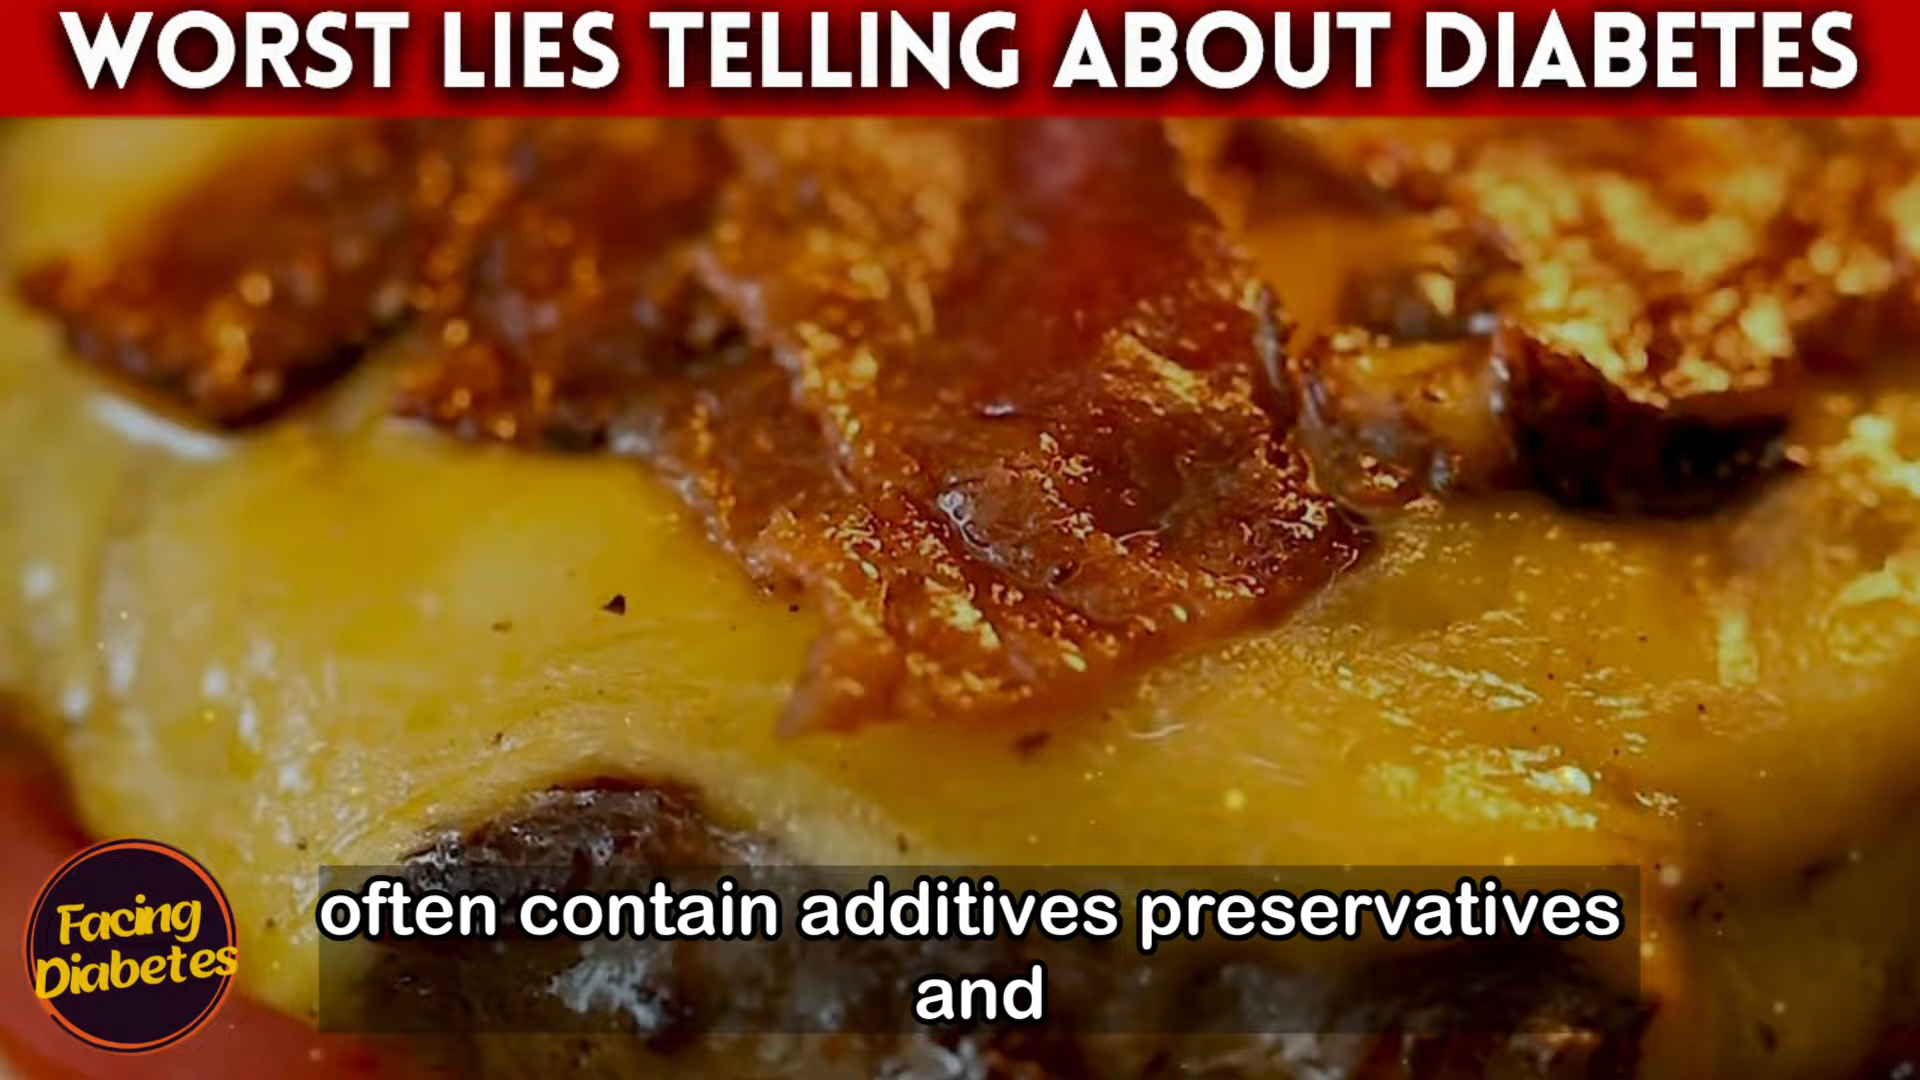 WORST LIES TELLING ABOUT DIABETES
often contain additives preservatives
and
Facing
Diabetes